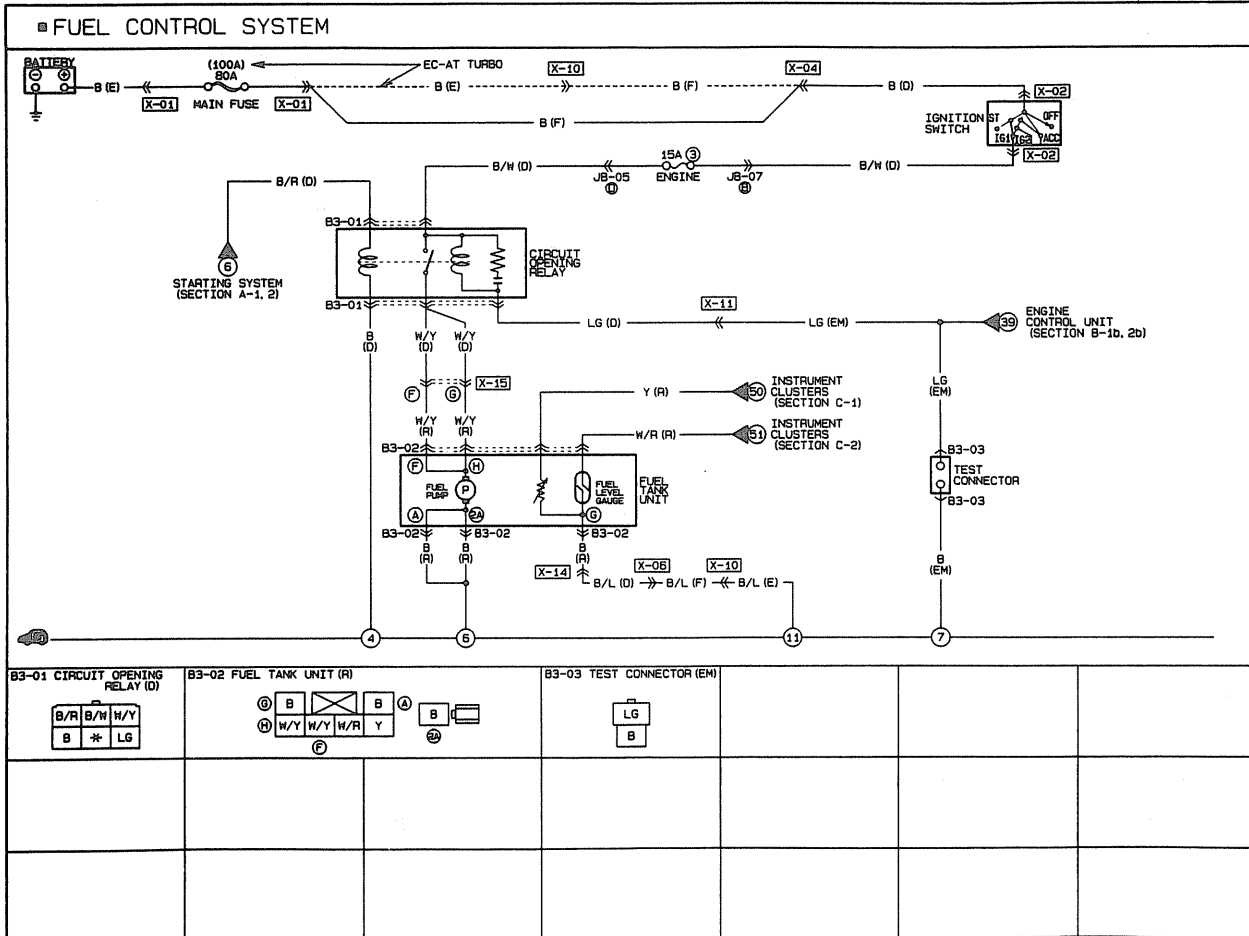 FUEL CONTROL SYSTEM
BATTERY
B (E)
X-01
(100A)
80A
MAIN FUSE
X-01
EC-AT TURBO
B (E)
X-10
B (F)
X-04
B (D)
X-02
B (F)
IGNITION SWITCH
ST
OFF
IG1
IG2
ACC
X-02
B/R (D)
B/W (D)
JB-05
15A 3
ENGINE
JB-07
B
B/W (D)
6
STARTING SYSTEM
(SECTION A-1, 2)
B3-01
CIRCUIT
OPENING
RELAY
B3-01
B
(D)
W/Y
(D)
W/Y
(D)
LG (D)
X-11
LG (EM)
39
ENGINE
CONTROL UNIT
(SECTION B-1b, 2b)
F
G
X-15
W/Y
(R)
W/Y
(R)
Y (R)
50
INSTRUMENT
CLUSTERS
(SECTION C-1)
W/R (R)
51
INSTRUMENT
CLUSTERS
(SECTION C-2)
LG
(EM)
B3-02
F
H
FUEL
PUMP
P
A
2A
FUEL
LEVEL
GAUGE
G
FUEL
TANK
UNIT
B3-03
TEST
CONNECTOR
B3-03
B3-02
B3-02
B3-02
B
(R)
B
(R)
B
(R)
X-14
B/L (D)
X-06
B/L (F)
X-10
B/L (E)
B
(EM)
4
6
11
7
B3-01 CIRCUIT OPENING
RELAY (D)
B/R B/W W/Y
B * LG
B3-02 FUEL TANK UNIT (R)
G B B A
H W/Y W/Y W/R Y
F
B
2A
B3-03 TEST CONNECTOR (EM)
LG
B